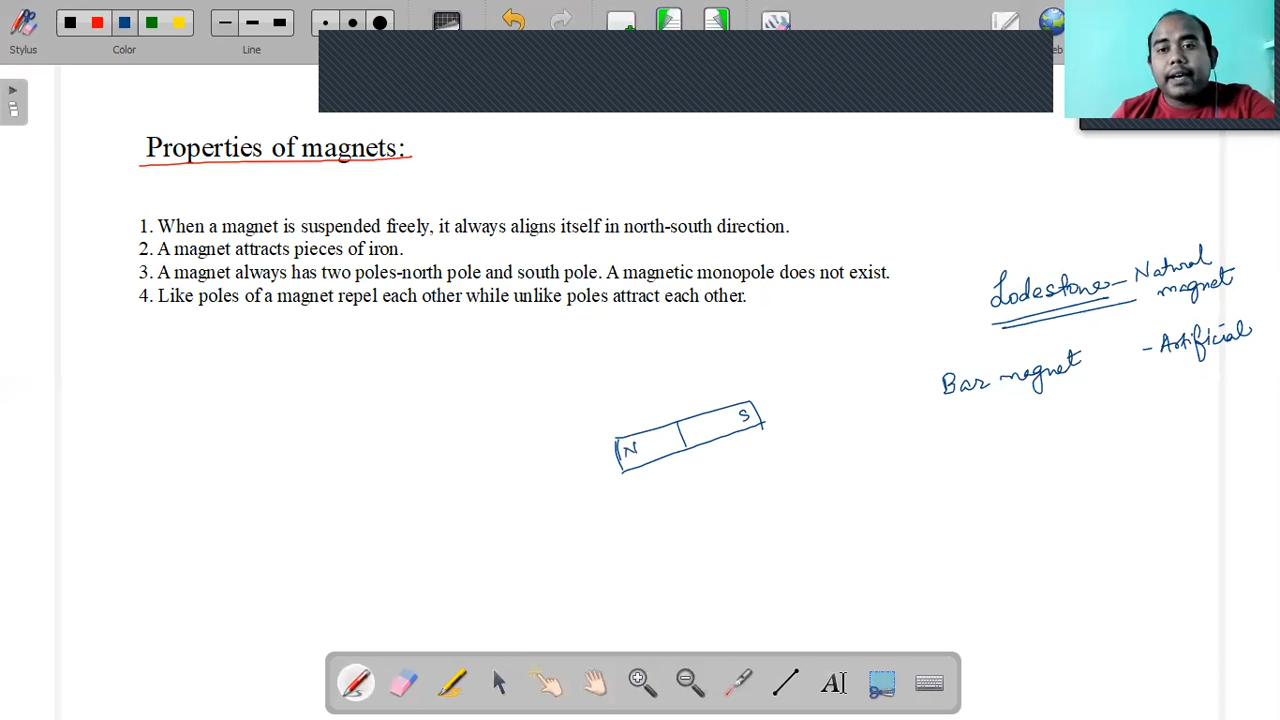 Stylus
Color
Line
eb
Properties of magnets:
1. When a magnet is suspended freely, it always aligns itself in north-south direction.
2. A magnet attracts pieces of iron.
3. A magnet always has two poles-north pole and south pole. A magnetic monopole does not exist.
4. Like poles of a magnet repel each other while unlike poles attract each other.
Lodestone - Natural
magnet
Bar magnet - Artificial
N S
AI